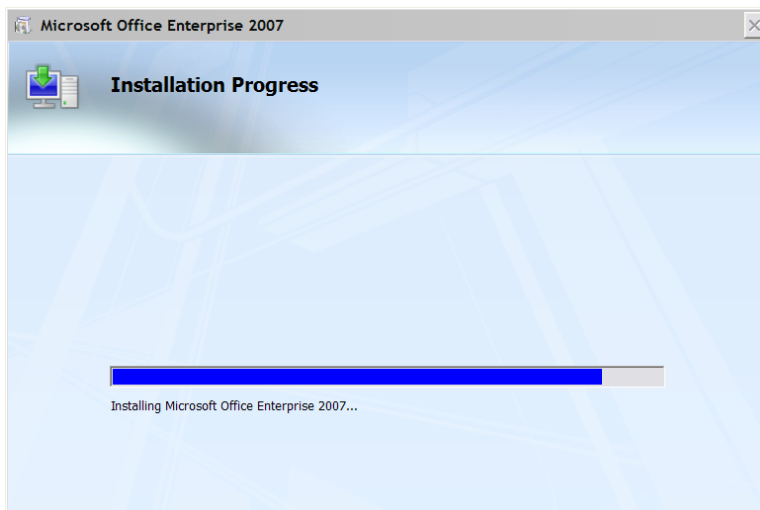 Microsoft Office Enterprise 2007
Installation Progress
Installing Microsoft Office Enterprise 2007...